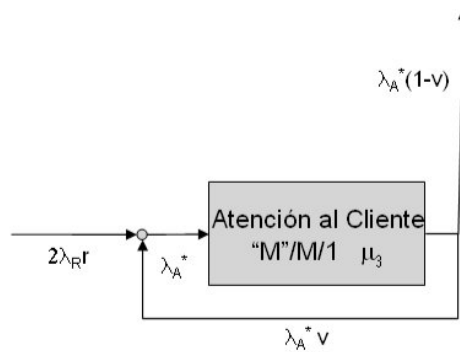 λA*(1-v)
Atención al Cliente
“M”/M/1 μ3
2λRr
λA*
λA* v